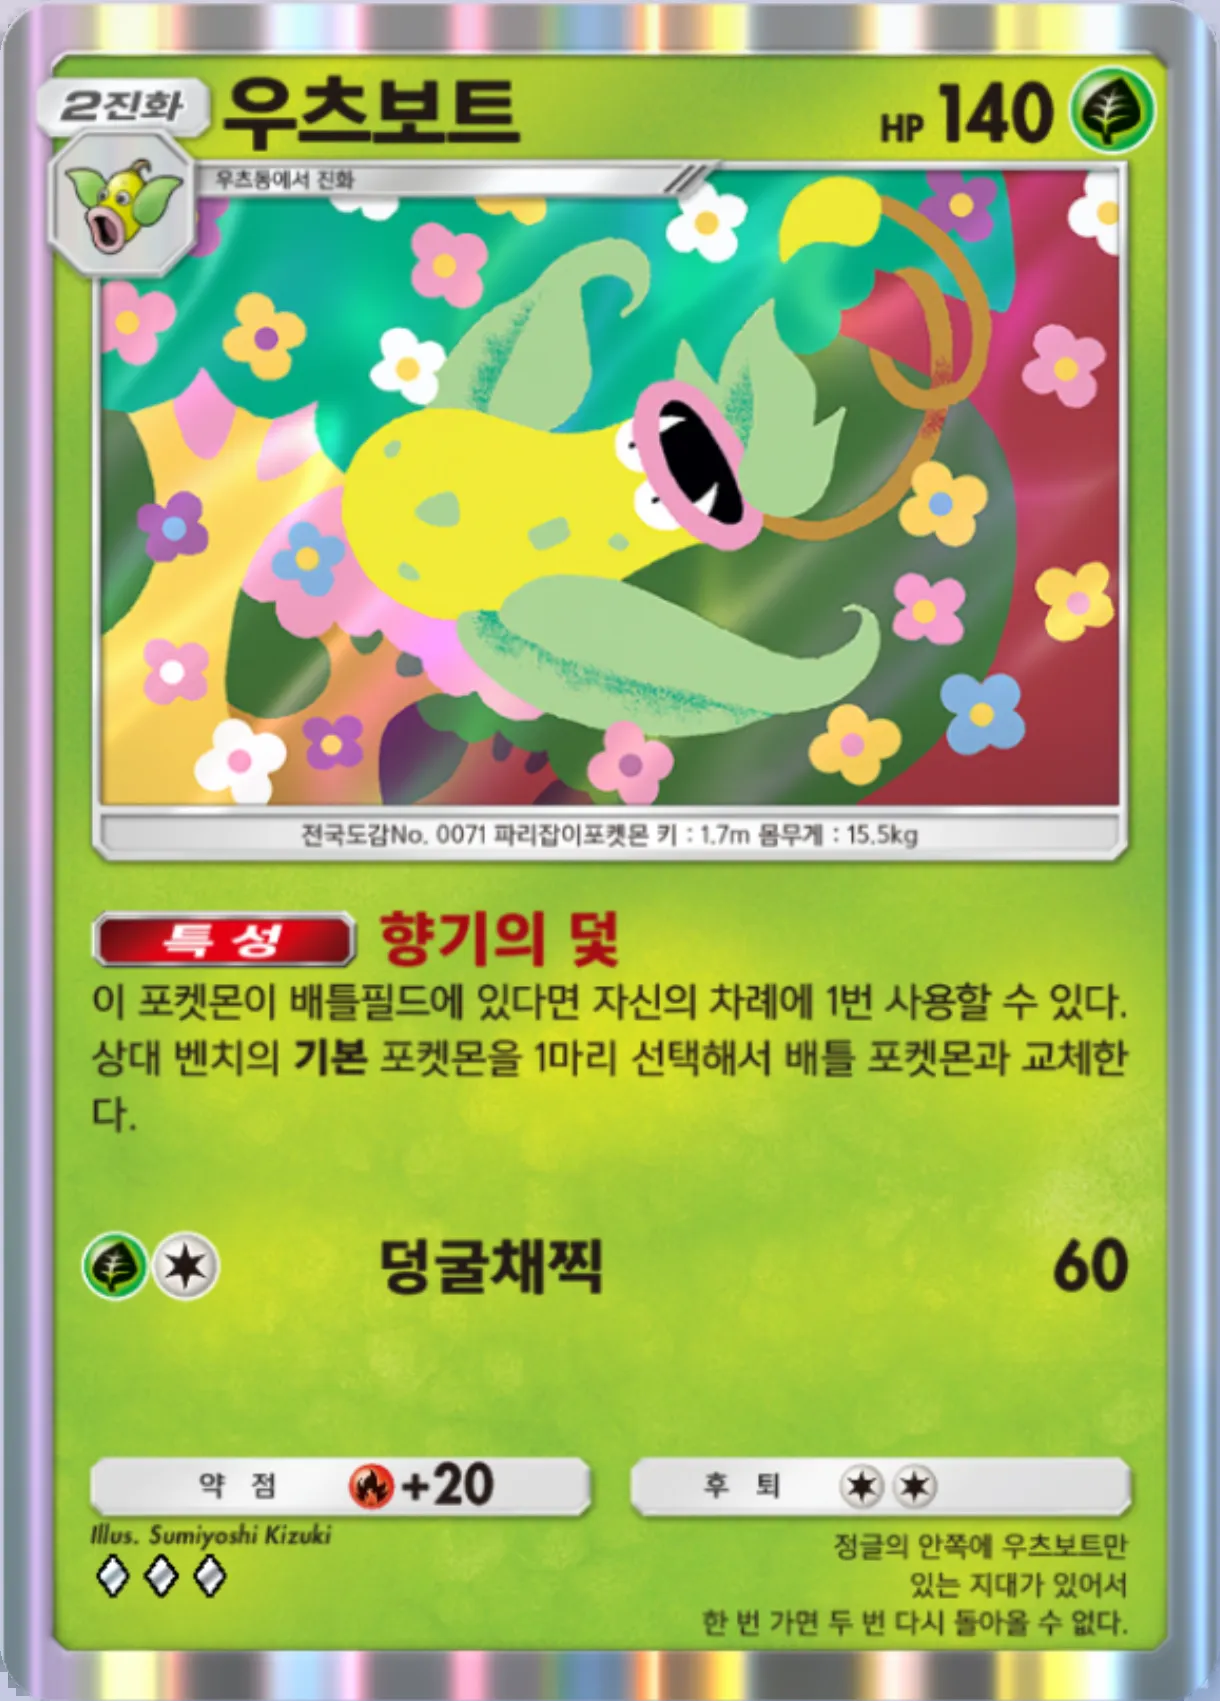 2진화
우츠보트
HP 140
우츠동에서 진화
전국도감No. 0071 파리잡이포켓몬 키 : 1.7m 몸무게 : 15.5kg
특성 향기의 덫
이 포켓몬이 배틀필드에 있다면 자신의 차례에 1번 사용할 수 있다.
상대 벤치의 기본 포켓몬을 1마리 선택해서 배틀 포켓몬과 교체한
다.
덩굴채찍 60
약점 +20
후퇴
Illus. Sumiyoshi Kizuki
정글의 안쪽에 우츠보트만
있는 지대가 있어서
한 번 가면 두 번 다시 돌아올 수 없다.